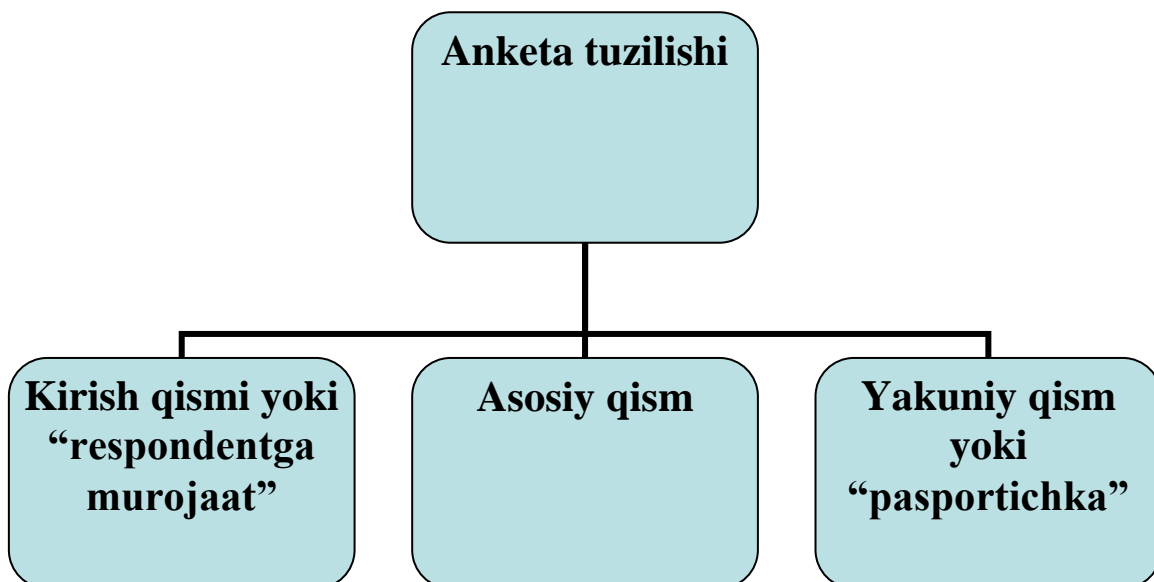 Anketa tuzilishi
Kirish qismi yoki
“respondentga
murojaat”
Asosiy qism
Yakuniy qism
yoki
“pasportichka”